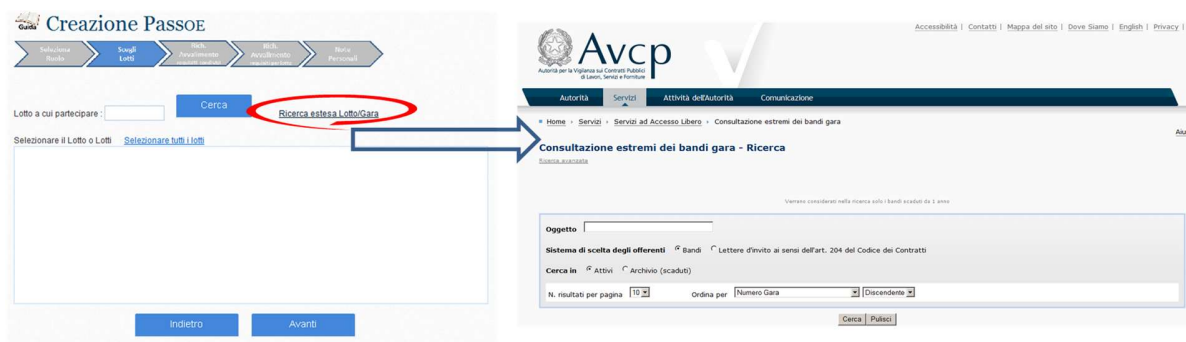 Guida Creazione PassOE
Seleziona
Ruolo
Scegli
Lotti
Rich.
Avvalimento
Rich.
Avvalimento
Nota
Personali
Lotto a cui partecipare :
Cerca
Ricerca estesa Lotto/Gara
Selezionare il Lotto o Lotti Selezionare tutti i lotti
Indietro Avanti
Accessibilità | Contatti | Mappa del sito | Dove Siamo | English | Privacy |
Avcp
Autorità per la Vigilanza sui Contratti Pubblici
di Lavori, Servizi e Forniture
Autorità Servizi Attività dell'Autorità Comunicazione
Home › Servizi › Servizi ad Accesso Libero › Consultazione estremi dei bandi gara
Aiu
Consultazione estremi dei bandi gara - Ricerca
Ricerca avanzata
Verranno considerati nella ricerca solo i bandi scaduti da 1 anno
Oggetto
Sistema di scelta degli offerenti Bandi Lettere d'invito ai sensi dell'art. 204 del Codice dei Contratti
Cerca in Attivi Archivio (scaduti)
N. risultati per pagina 10 Ordina per Numero Gara Discendente
Cerca Pulisci